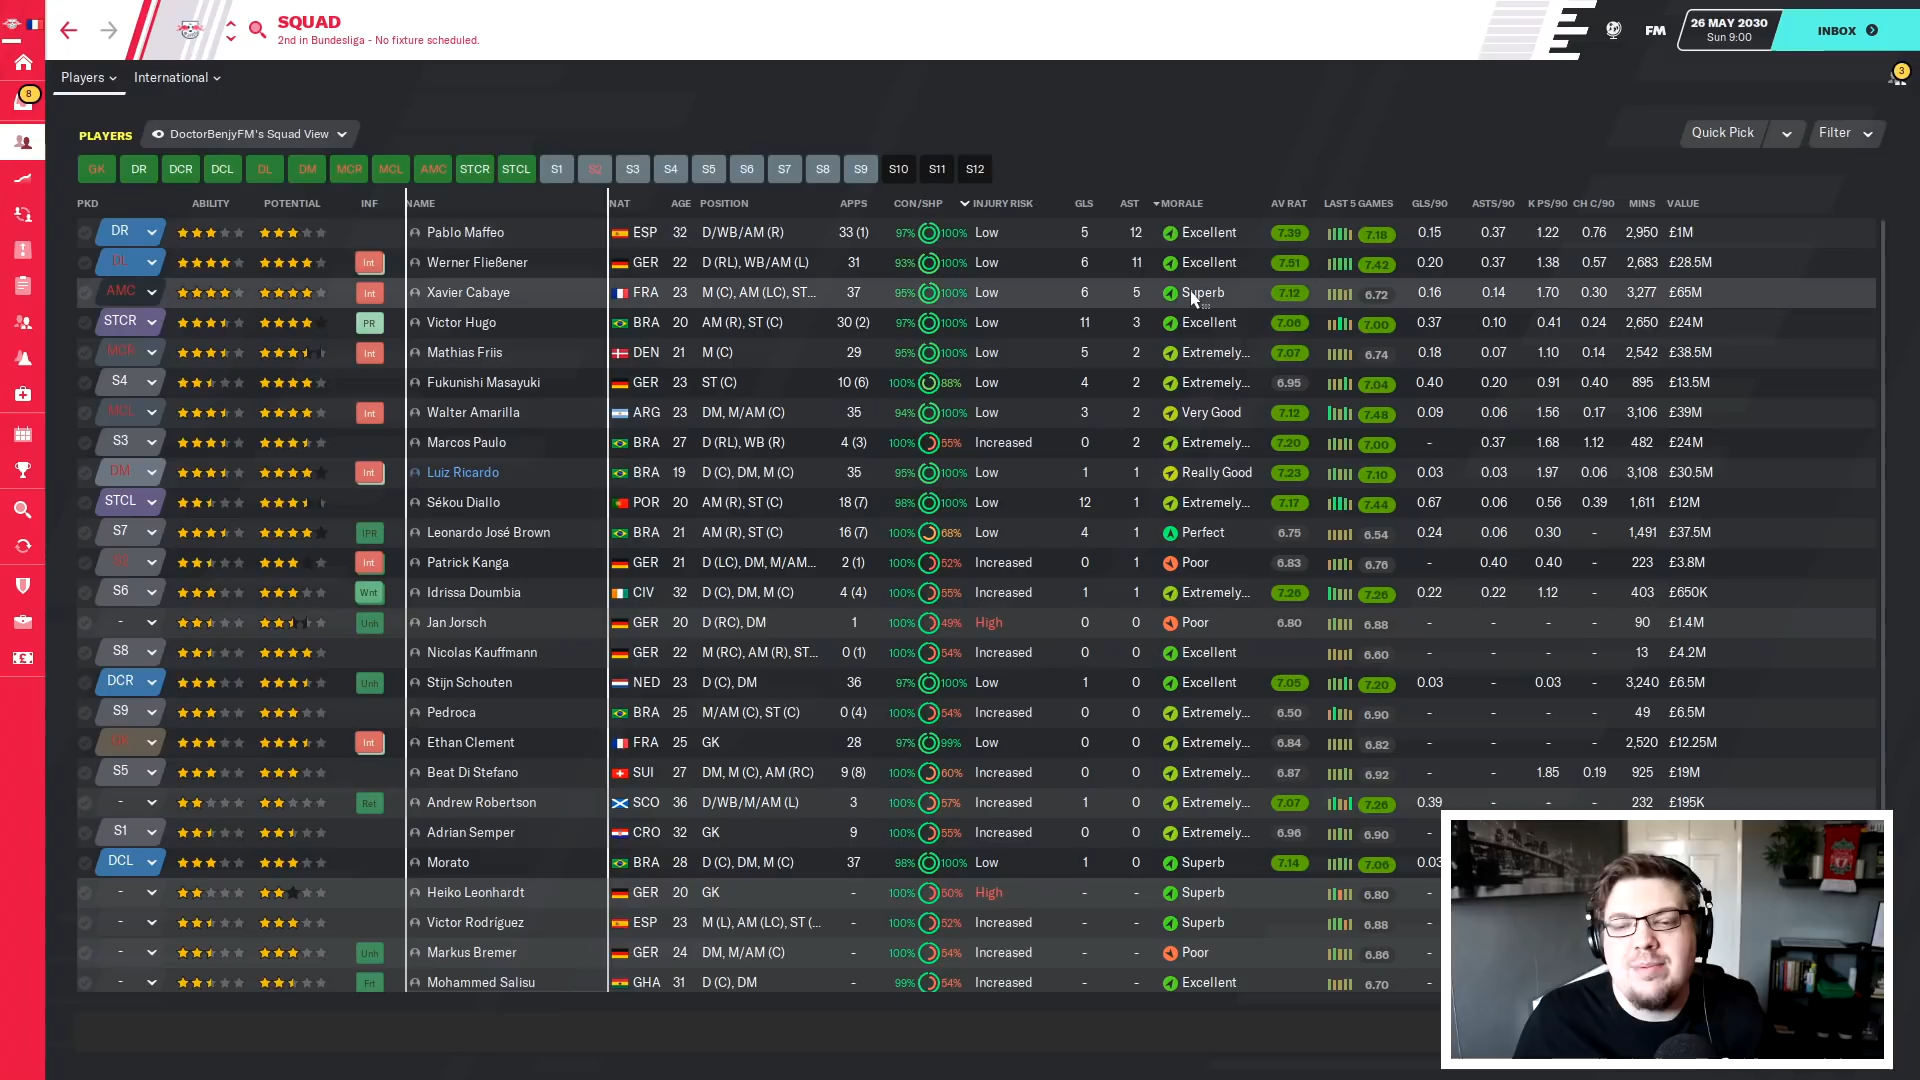 SQUAD
2nd in Bundesliga - No fixture scheduled.
FM
26 MAY 2030
Sun 9:00
INBOX
Players
International
8
3
PLAYERS
DoctorBenjyFM's Squad View
Quick Pick
Filter
GK DR DCR DCL DL DM MCR MCL AMC STCR STCL S1 S2 S3 S4 S5 S6 S7 S8 S9 S10 S11 S12
PKD ABILITY POTENTIAL INF NAME NAT AGE POSITION APPS CON/SHP INJURY RISK GLS AST MORALE AV RAT LAST 5 GAMES GLS/90 ASTS/90 K PS/90 CH C/90 MINS VALUE
DR Pablo Maffeo ESP 32 D/WB/AM (R) 33 (1) 97% 100% Low 5 12 Excellent 7.39 7.18 0.15 0.37 1.22 0.76 2,950 £1M
DL Int Werner Fließener GER 22 D (RL), WB/AM (L) 31 93% 100% Low 6 11 Excellent 7.51 7.42 0.20 0.37 1.38 0.57 2,683 £28.5M
AMC Int Xavier Cabaye FRA 23 M (C), AM (LC), ST... 37 95% 100% Low 6 5 Superb 7.12 6.72 0.16 0.14 1.70 0.30 3,277 £65M
STCR PR Victor Hugo BRA 20 AM (R), ST (C) 30 (2) 97% 100% Low 11 3 Excellent 7.06 7.00 0.37 0.10 0.41 0.24 2,650 £24M
MCR Int Mathias Friis DEN 21 M (C) 29 95% 100% Low 5 2 Extremely... 7.07 6.74 0.18 0.07 1.10 0.14 2,542 £38.5M
S4 Fukunishi Masayuki GER 23 ST (C) 10 (6) 100% 88% Low 4 2 Extremely... 6.95 7.04 0.40 0.20 0.91 0.40 895 £13.5M
MCL Int Walter Amarilla ARG 23 DM, M/AM (C) 35 94% 100% Low 3 2 Very Good 7.12 7.48 0.09 0.06 1.56 0.17 3,106 £39M
S3 Marcos Paulo BRA 27 D (RL), WB (R) 4 (3) 100% 55% Increased 0 2 Extremely... 7.20 7.00 - 0.37 1.68 1.12 482 £24M
DM Int Luiz Ricardo BRA 19 D (C), DM, M (C) 35 95% 100% Low 1 1 Really Good 7.23 7.10 0.03 0.03 1.97 0.06 3,108 £30.5M
STCL Sékou Diallo POR 20 AM (R), ST (C) 18 (7) 98% 100% Low 12 1 Extremely... 7.17 7.44 0.67 0.06 0.56 0.39 1,611 £12M
S7 IPR Leonardo José Brown BRA 21 AM (R), ST (C) 16 (7) 100% 68% Low 4 1 Perfect 6.75 6.54 0.24 0.06 0.30 - 1,491 £37.5M
S2 Int Patrick Kanga GER 21 D (LC), DM, M/AM... 2 (1) 100% 52% Increased 0 1 Poor 6.83 6.76 - 0.40 0.40 - 223 £3.8M
S6 Wnt Idrissa Doumbia CIV 32 D (C), DM, M (C) 4 (4) 100% 55% Increased 1 1 Extremely... 7.26 7.26 0.22 0.22 1.12 - 403 £650K
- Unh Jan Jorsch GER 20 D (RC), DM 1 100% 49% High 0 0 Poor 6.80 6.88 - - - - 90 £1.4M
S8 Nicolas Kauffmann GER 22 M (RC), AM (R), ST... 0 (1) 100% 54% Increased 0 0 Excellent 6.60 - - - - 13 £4.2M
DCR Unh Stijn Schouten NED 23 D (C), DM 36 97% 100% Low 1 0 Excellent 7.05 7.20 0.03 - 0.03 - 3,240 £6.5M
S9 Pedroca BRA 25 M/AM (C), ST (C) 0 (4) 100% 54% Increased 0 0 Extremely... 6.50 6.90 - - - - 49 £6.5M
GK Int Ethan Clement FRA 25 GK 28 97% 99% Low 0 0 Extremely... 6.84 6.82 - - - - 2,520 £12.25M
S5 Beat Di Stefano SUI 27 DM, M (C), AM (RC) 9 (8) 100% 60% Increased 0 0 Extremely... 6.87 6.92 - - 1.85 0.19 925 £19M
- Ret Andrew Robertson SCO 36 D/WB/M/AM (L) 3 100% 57% Increased 1 0 Extremely... 7.07 7.26 0.39 - - - 232 £195K
S1 Adrian Semper CRO 32 GK 9 100% 55% Increased 0 0 Extremely... 6.96 6.90 -
DCL Morato BRA 28 D (C), DM, M (C) 37 98% 100% Low 1 0 Superb 7.14 7.06 0.03
- Heiko Leonhardt GER 20 GK - 100% 50% High - - Superb 6.80 -
- Victor Rodríguez ESP 23 M (L), AM (LC), ST (... - 100% 52% Increased - - Superb 6.88 -
- Unh Markus Bremer GER 24 DM, M/AM (C) - 100% 54% Increased - - Poor 6.86 -
- Frt Mohammed Salisu GHA 31 D (C), DM - 99% 54% Increased - - Excellent 6.70 -